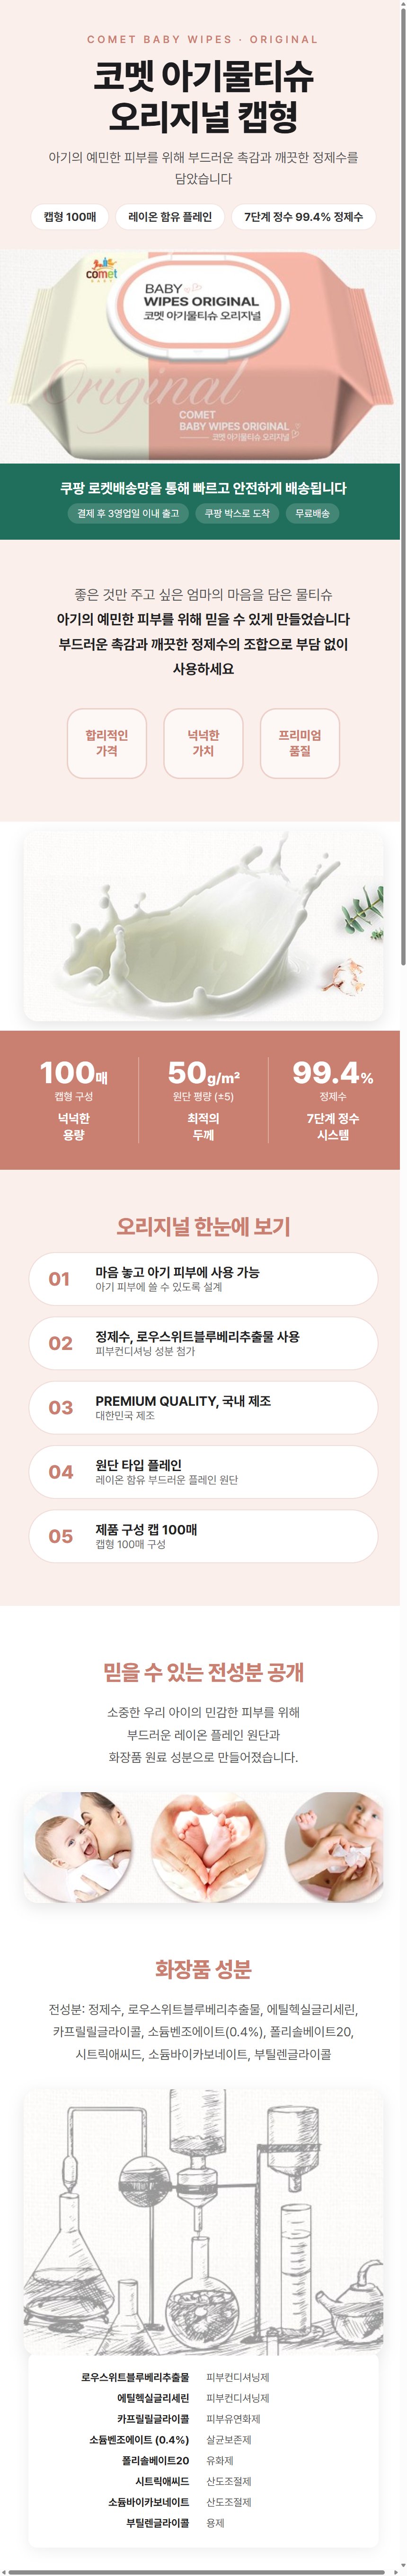 COMET BABY WIPES · ORIGINAL
코멧 아기물티슈
오리지널 캡형
아기의 예민한 피부를 위해 부드러운 촉감과 깨끗한 정제수를
담았습니다
캡형 100매
레이온 함유 플레인
7단계 정수 99.4% 정제수
comet
BABY
BABY
WIPES ORIGINAL
코멧 아기물티슈 오리지널
Original
COMET
BABY WIPES ORIGINAL
코멧 아기물티슈 오리지널
쿠팡 로켓배송망을 통해 빠르고 안전하게 배송됩니다
결제 후 3영업일 이내 출고
쿠팡 박스로 도착
무료배송
좋은 것만 주고 싶은 엄마의 마음을 담은 물티슈
아기의 예민한 피부를 위해 믿을 수 있게 만들었습니다
부드러운 촉감과 깨끗한 정제수의 조합으로 부담 없이
사용하세요
합리적인
가격
넉넉한
가치
프리미엄
품질
100매
캡형 구성
넉넉한
용량
50g/m²
원단 평량 (±5)
최적의
두께
99.4%
정제수
7단계 정수
시스템
오리지널 한눈에 보기
01
마음 놓고 아기 피부에 사용 가능
아기 피부에 쓸 수 있도록 설계
02
정제수, 로우스위트블루베리추출물 사용
피부컨디셔닝 성분 첨가
03
PREMIUM QUALITY, 국내 제조
대한민국 제조
04
원단 타입 플레인
레이온 함유 부드러운 플레인 원단
05
제품 구성 캡 100매
캡형 100매 구성
믿을 수 있는 전성분 공개
소중한 우리 아이의 민감한 피부를 위해
부드러운 레이온 플레인 원단과
화장품 원료 성분으로 만들어졌습니다.
화장품 성분
전성분: 정제수, 로우스위트블루베리추출물, 에틸헥실글리세린,
카프릴릴글라이콜, 소듐벤조에이트(0.4%), 폴리솔베이트20,
시트릭애씨드, 소듐바이카보네이트, 부틸렌글라이콜
로우스위트블루베리추출물 피부컨디셔닝제
에틸헥실글리세린 피부컨디셔닝제
카프릴릴글라이콜 피부유연화제
소듐벤조에이트 (0.4%) 살균보존제
폴리솔베이트20 유화제
시트릭애씨드 산도조절제
소듐바이카보네이트 산도조절제
부틸렌글라이콜 용제